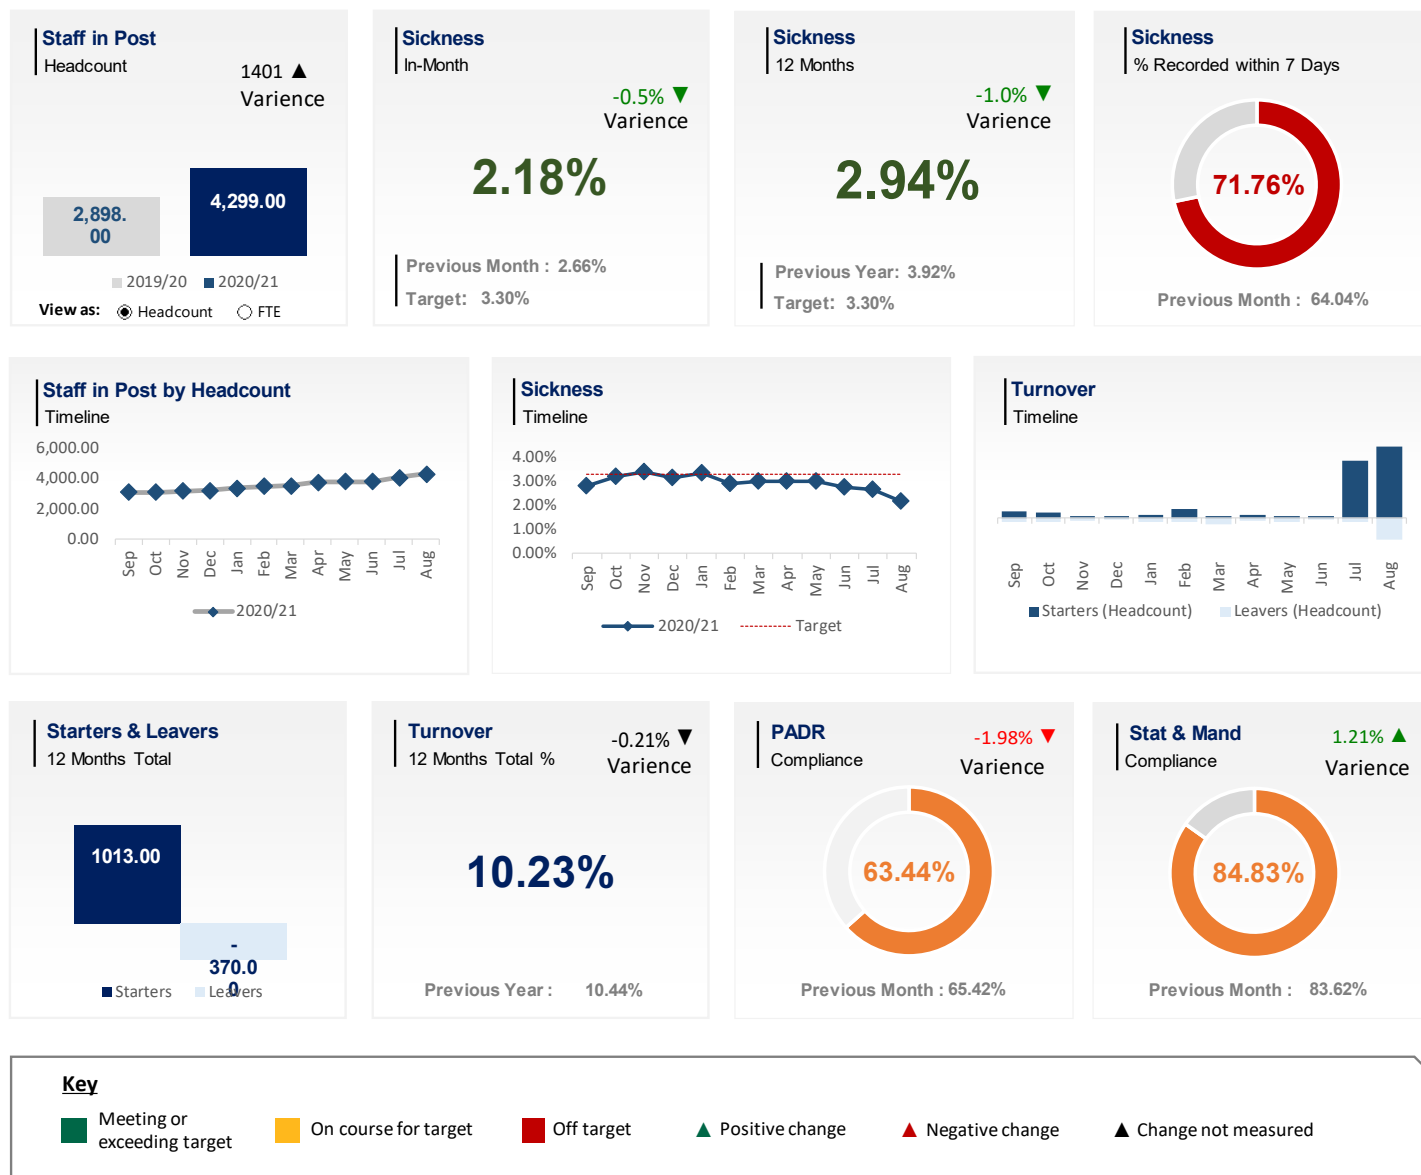 Staff in Post
Headcount
1401 ▲
Varience
2,898.
00
4,299.00
2019/20 2020/21
View as: Headcount FTE
Sickness
In-Month
-0.5% ▼
Varience
2.18%
Previous Month : 2.66%
Target: 3.30%
Sickness
12 Months
-1.0% ▼
Varience
2.94%
Previous Year: 3.92%
Target: 3.30%
Sickness
% Recorded within 7 Days
71.76%
Previous Month : 64.04%
Staff in Post by Headcount
Timeline
6,000.00
4,000.00
2,000.00
0.00
Sep Oct Nov Dec Jan Feb Mar Apr May Jun Jul Aug
2020/21
Sickness
Timeline
4.00%
3.00%
2.00%
1.00%
0.00%
Sep Oct Nov Dec Jan Feb Mar Apr May Jun Jul Aug
2020/21 Target
Turnover
Timeline
Sep Oct Nov Dec Jan Feb Mar Apr May Jun Jul Aug
Starters (Headcount) Leavers (Headcount)
Starters & Leavers
12 Months Total
1013.00
-
370.0
0
Starters Leavers
Turnover
12 Months Total %
-0.21% ▼
Varience
10.23%
Previous Year : 10.44%
PADR
Compliance
-1.98% ▼
Varience
63.44%
Previous Month : 65.42%
Stat & Mand
Compliance
1.21% ▲
Varience
84.83%
Previous Month : 83.62%
Key
Meeting or
exceeding target
On course for target
Off target
▲ Positive change
▲ Negative change
▲ Change not measured